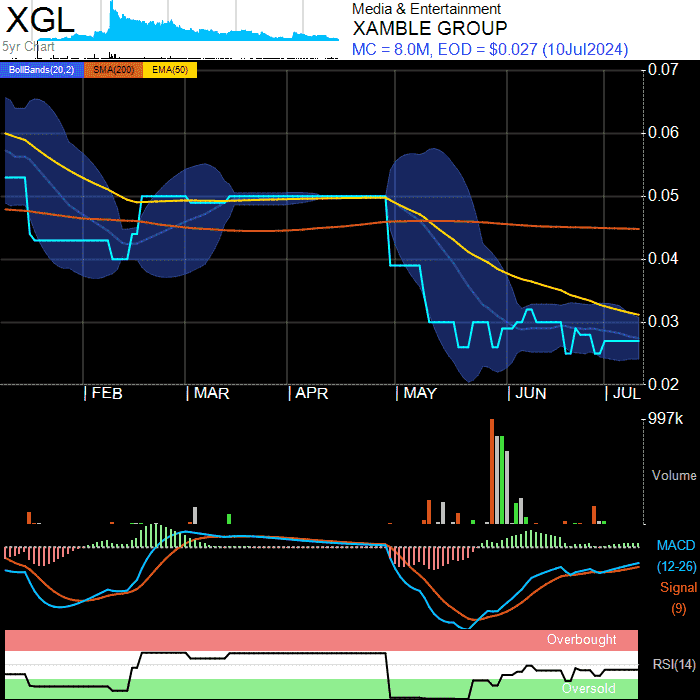 XGL
5yr Chart
Media & Entertainment
XAMBLE GROUP
MC = 8.0M, EOD = $0.027 (10Jul2024)
BollBands(20,2) SMA(200) EMA(50)
0.07
0.06
0.05
0.04
0.03
0.02
FEB MAR APR MAY JUN JUL
997k
Volume
MACD
(12-26)
Signal
(9)
Overbought
RSI(14)
Oversold